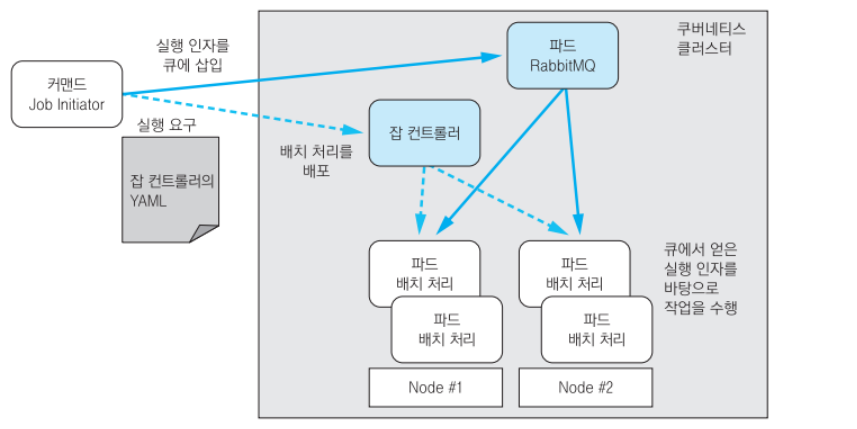 실행 인자를
큐에 삽입
파드
RabbitMQ
쿠버네티스
클러스터
커맨드
Job Initiator
실행 요구
잡 컨트롤러
배치 처리를
배포
잡 컨트롤러의
YAML
파드
배치 처리
파드
배치 처리
파드
배치 처리
파드
배치 처리
큐에서 얻은
실행 인자를
바탕으로
작업을 수행
Node #1
Node #2